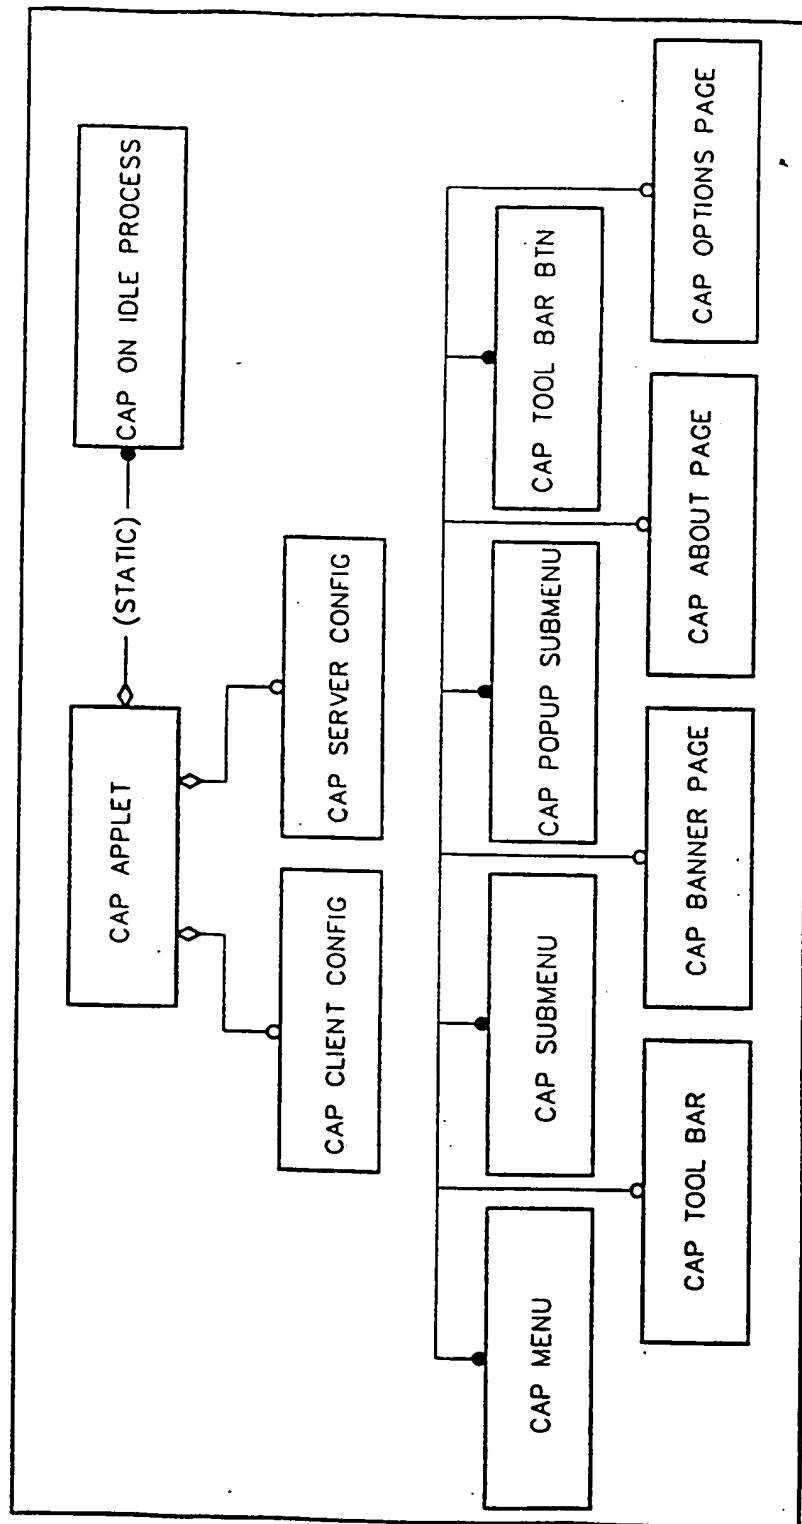 CAP APPLET
(STATIC)
CAP ON IDLE PROCESS
CAP CLIENT CONFIG
CAP SERVER CONFIG
CAP MENU
CAP SUBMENU
CAP POPUP SUBMENU
CAP TOOL BAR BTN
CAP TOOL BAR
CAP BANNER PAGE
CAP ABOUT PAGE
CAP OPTIONS PAGE